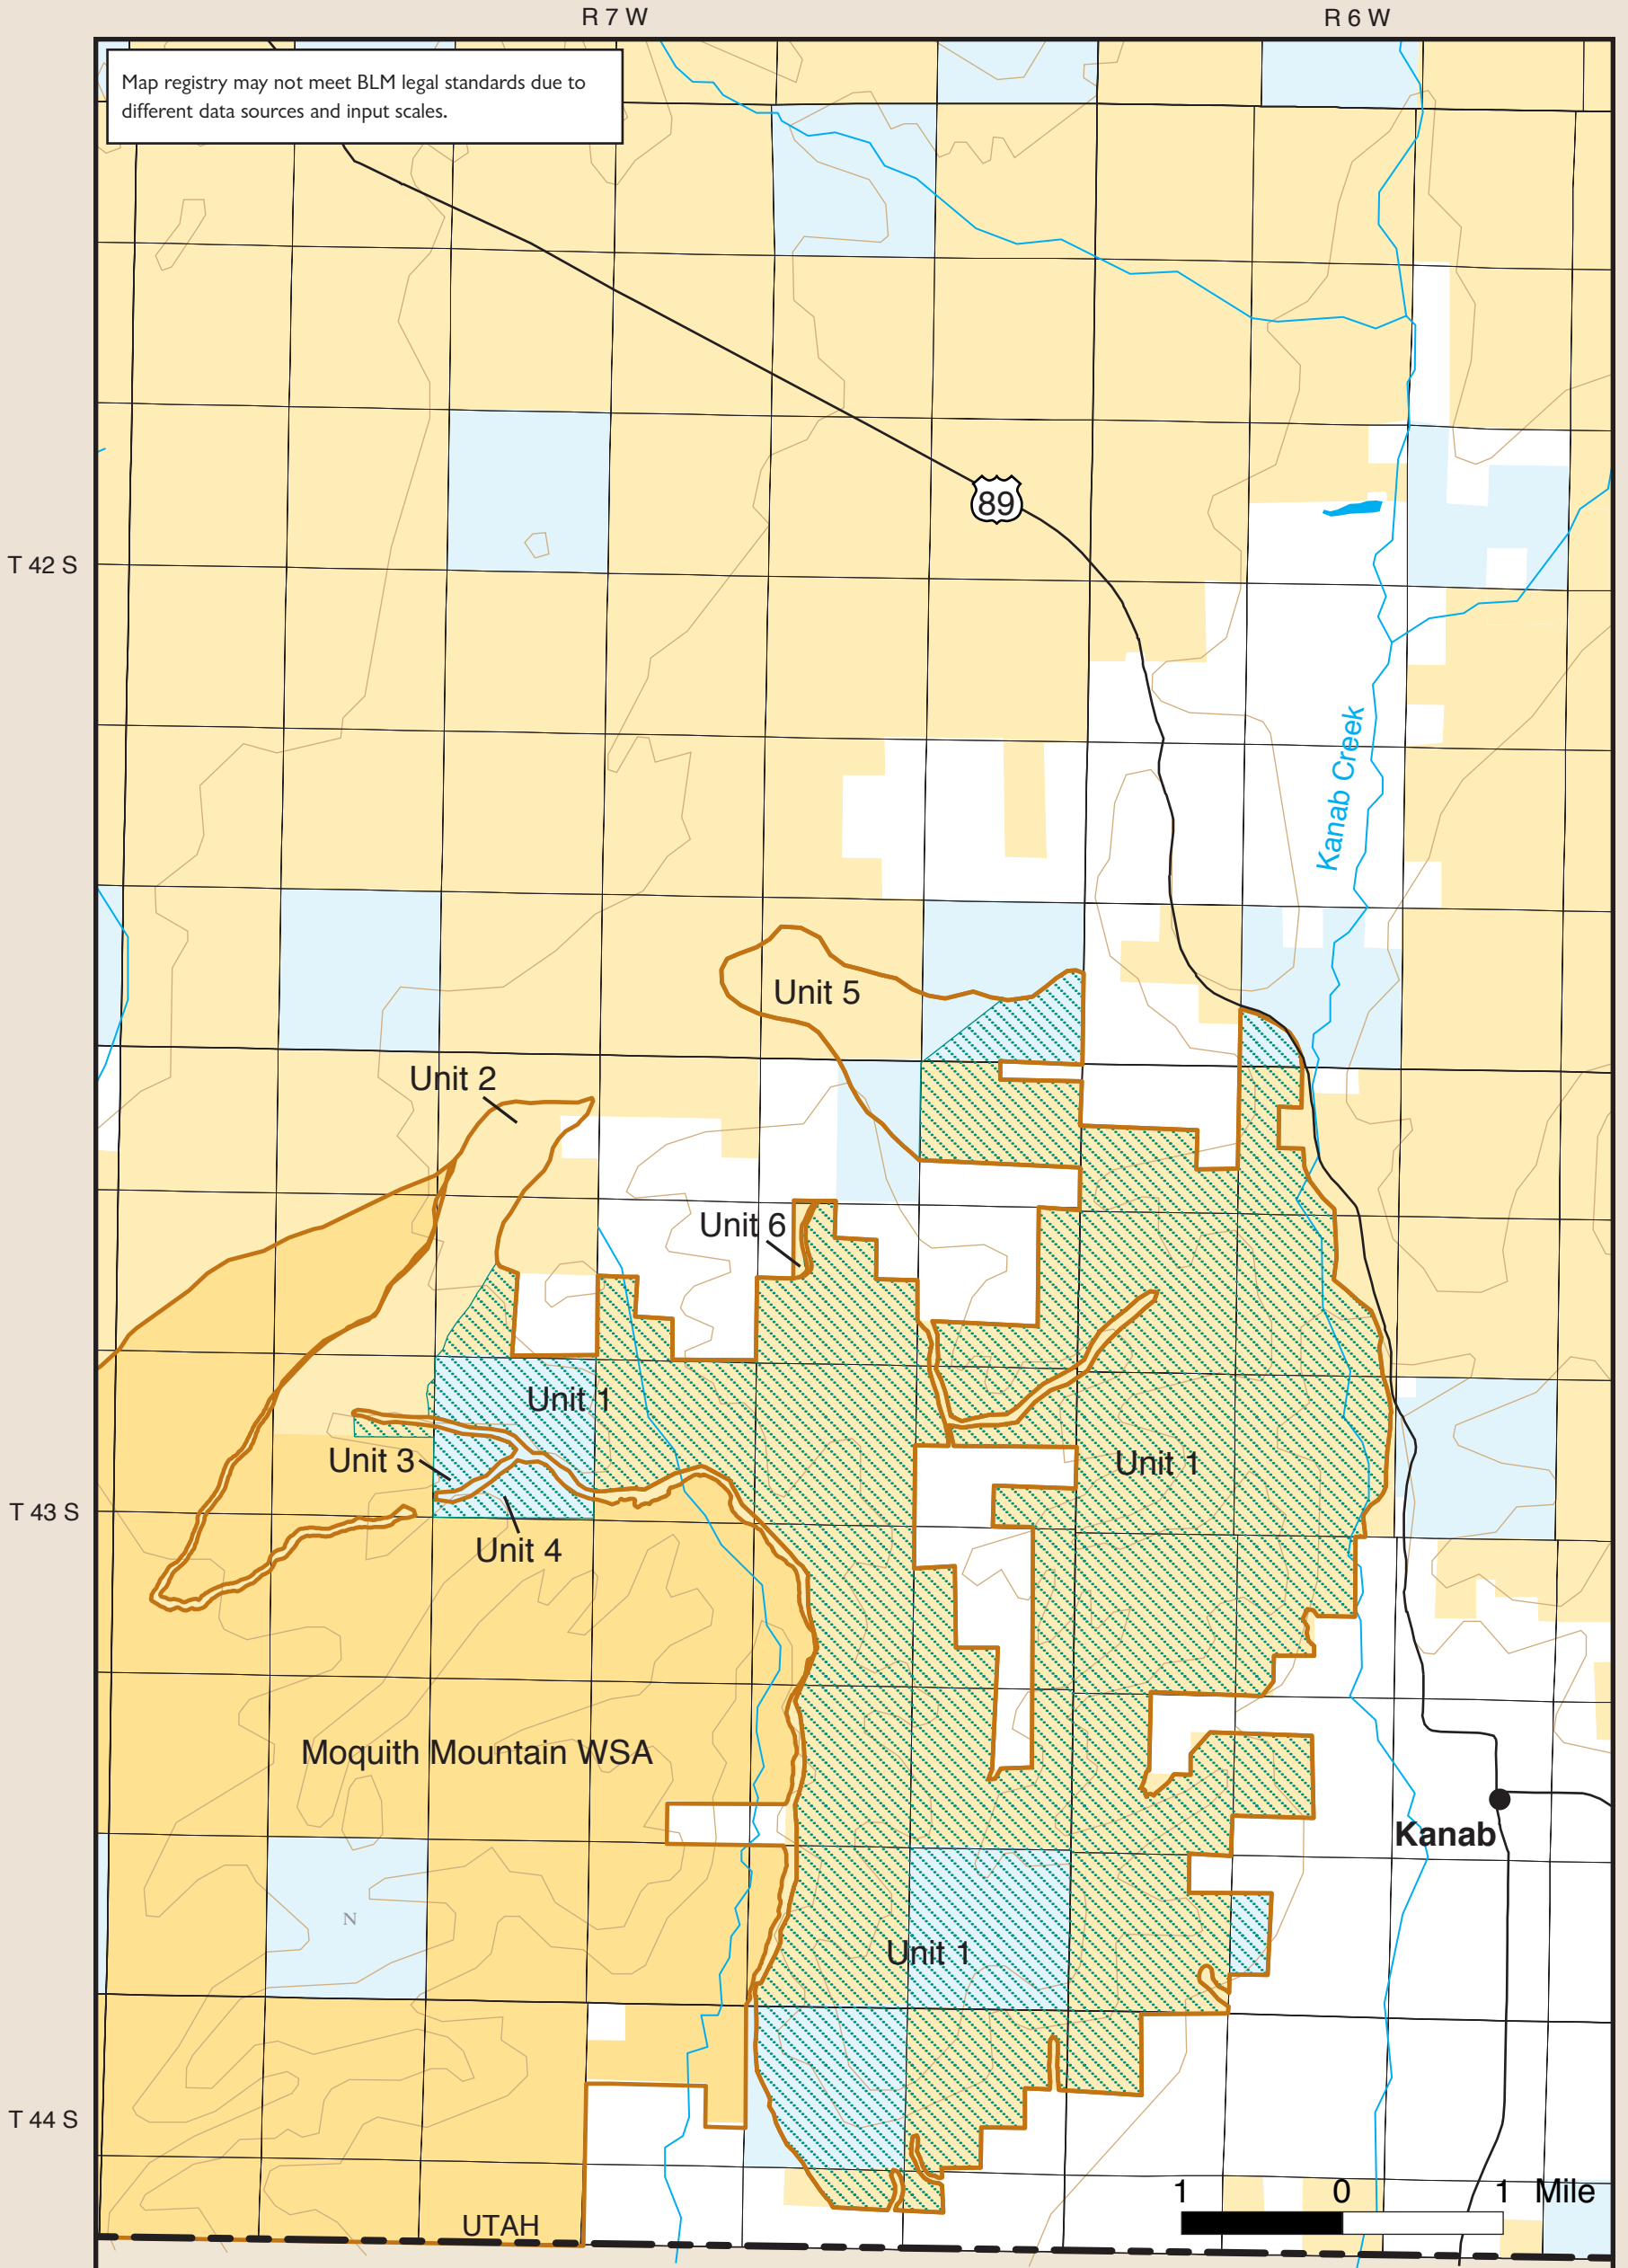 R 7 W
R 6 W
Map registry may not meet BLM legal standards due to
different data sources and input scales.
89
T 42 S
Kanab Creek
Unit 5
Unit 2
Unit 6
Unit 1
Unit 3
Unit 1
T 43 S
Unit 4
Moquith Mountain WSA
Kanab
N
Unit 1
T 44 S
1 0 1 Mile
UTAH